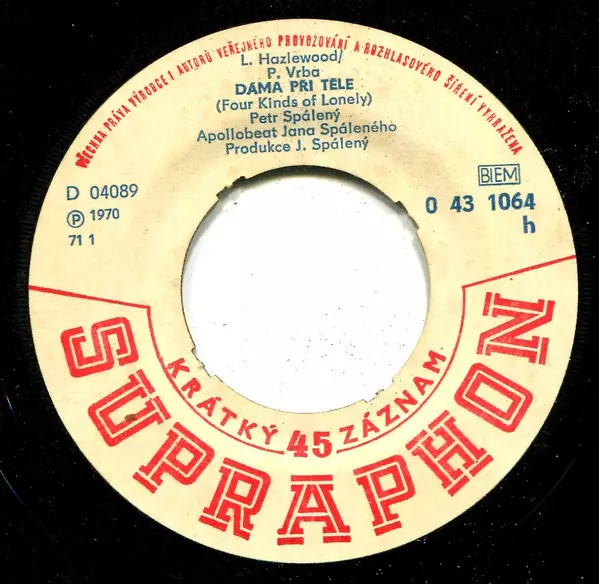 VŠECHNA PRÁVA VÝROBCE I AUTORŮ VEŘEJNÉHO PROVOZOVÁNÍ A ROZHLASOVÉHO ŠÍŘENÍ VYHRAŽENA
L. Hazlewood/
P. Vrba
DÁMA PŘI TĚLE
(Four Kinds of Lonely)
Petr Spálený
Apollobeat Jana Spáleného
Produkce J. Spálený
D 04089
Ⓟ 1970
71 1
BIEM
0 43 1064
h
KRÁTKÝ 45 ZÁZNAM
SUPRAPHON